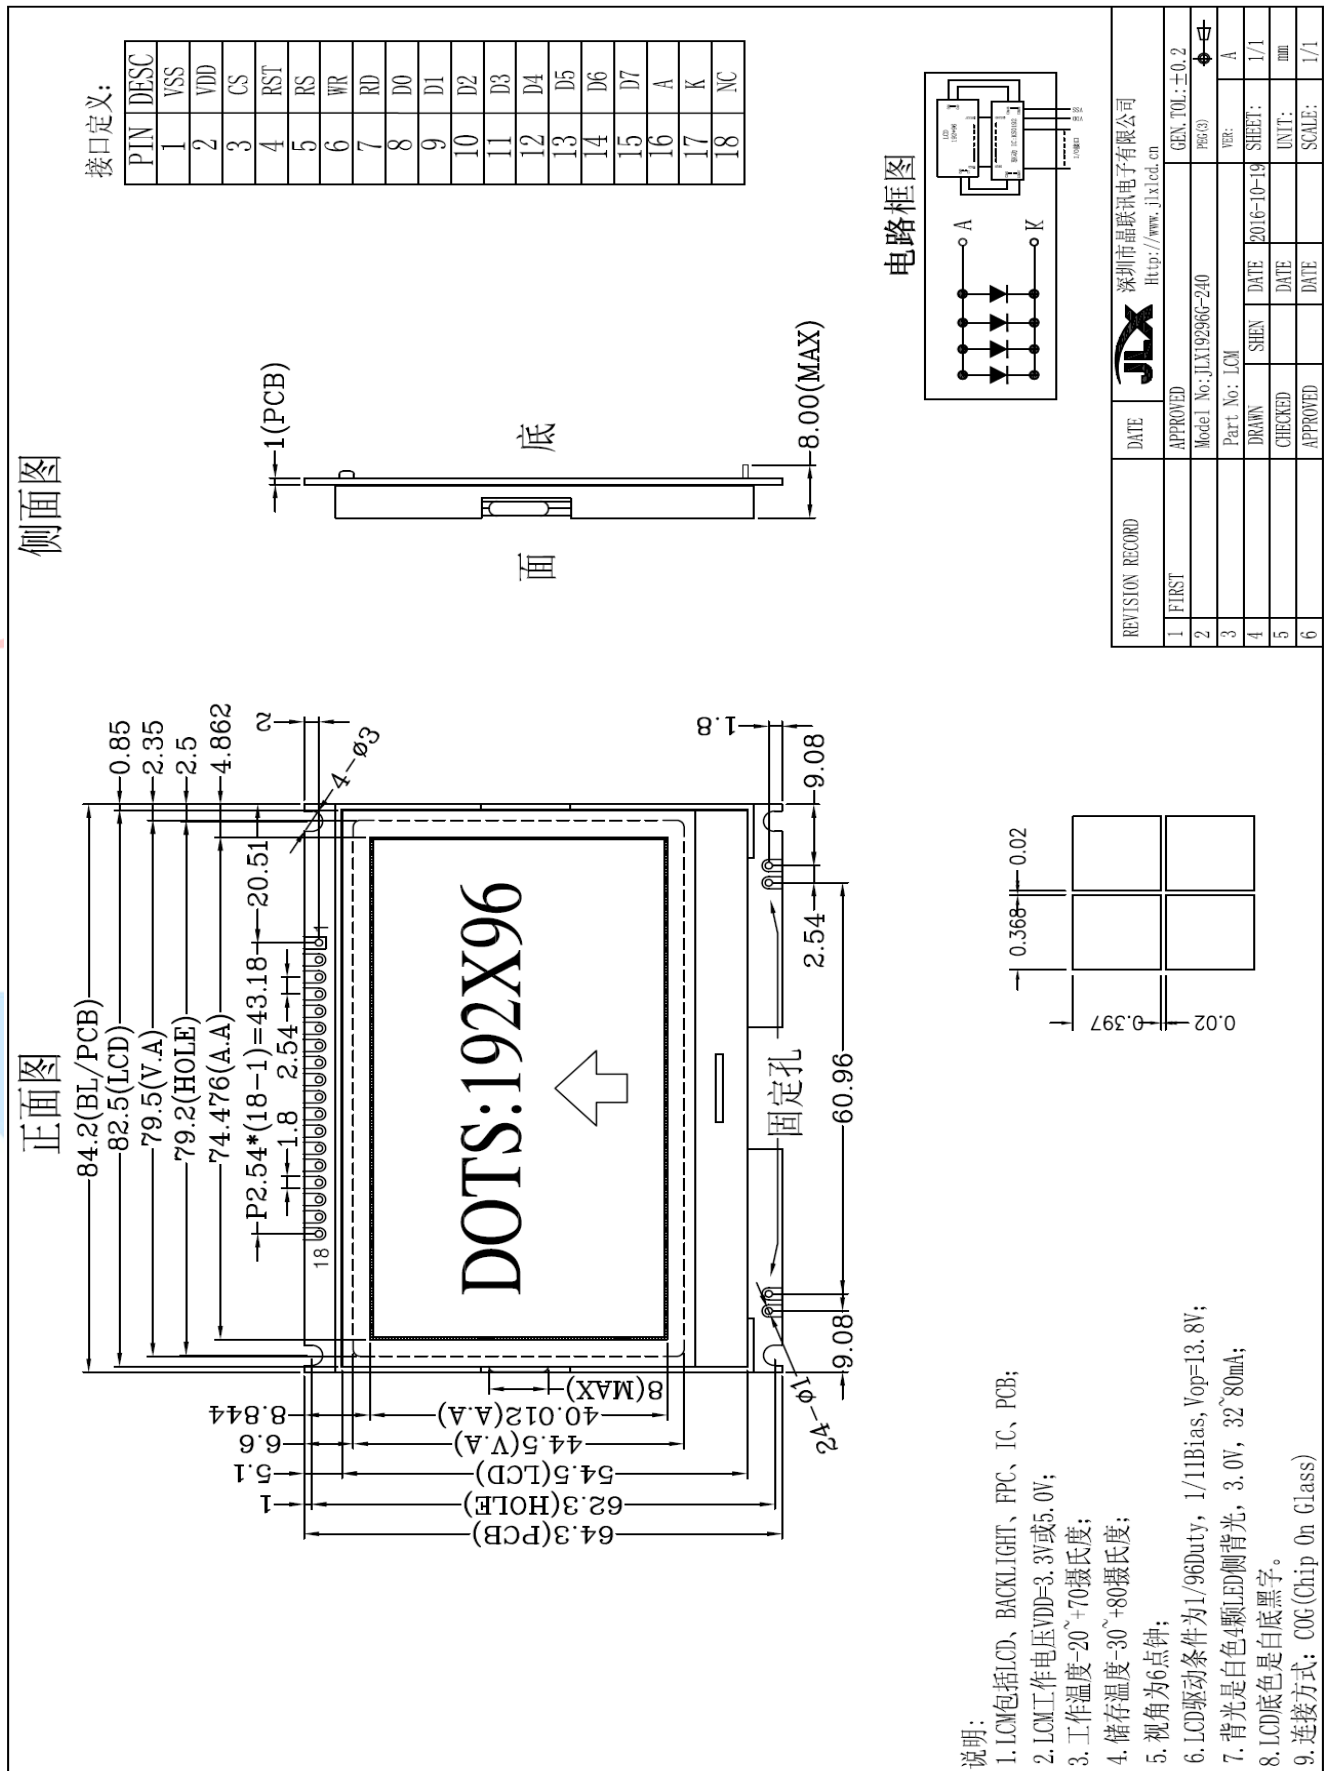 正面图
84.2(BL/PCB)
82.5(LCD)
79.5(V.A)
79.2(HOLE)
74.476(A.A)
P2.54*(18-1)=43.18
20.51
1.8
2.54
0.85
2.35
2.5
4.862
2
4-ø3
18
1
DOTS:192X96
固定孔
64.3(PCB)
62.3(HOLE)
54.5(LCD)
44.5(V.A)
40.012(A.A)
8(MAX)
1
5.1
6.6
8.844
24-ø1
9.08
60.96
2.54
9.08
1.8
侧面图
1(PCB)
面
底
8.00(MAX)
接口定义:
PIN DESC
1 VSS
2 VDD
3 CS
4 RST
5 RS
6 WR
7 RD
8 D0
9 D1
10 D2
11 D3
12 D4
13 D5
14 D6
15 D7
16 A
17 K
18 NC
说明:
1.LCM包括LCD、BACKLIGHT、FPC、IC、PCB;
2.LCM工作电压VDD=3.3V或5.0V;
3.工作温度-20~+70摄氏度;
4.储存温度-30~+80摄氏度;
5.视角为6点钟;
6.LCD驱动条件为1/96Duty, 1/11Bias,Vop=13.8V;
7.背光是白色4颗LED侧背光, 3.0V, 32~80mA;
8.LCD底色是白底黑字。
9.连接方式: COG(Chip On Glass)
0.368
0.02
0.397
0.02
电路框图
A
K
LCD
VDD
VSS
REVISION RECORD DATE
JLX
深圳市晶联讯电子有限公司
Http://www.jlxlcd.cn
1 FIRST APPROVED GEN.TOL:±0.2
2 Model No:JLX19296G-240
3 Part No: LCM VER: A
4 DRAWN SHEN DATE 2016-10-19 SHEET: 1/1
5 CHECKED DATE UNIT: mm
6 APPROVED DATE SCALE: 1/1